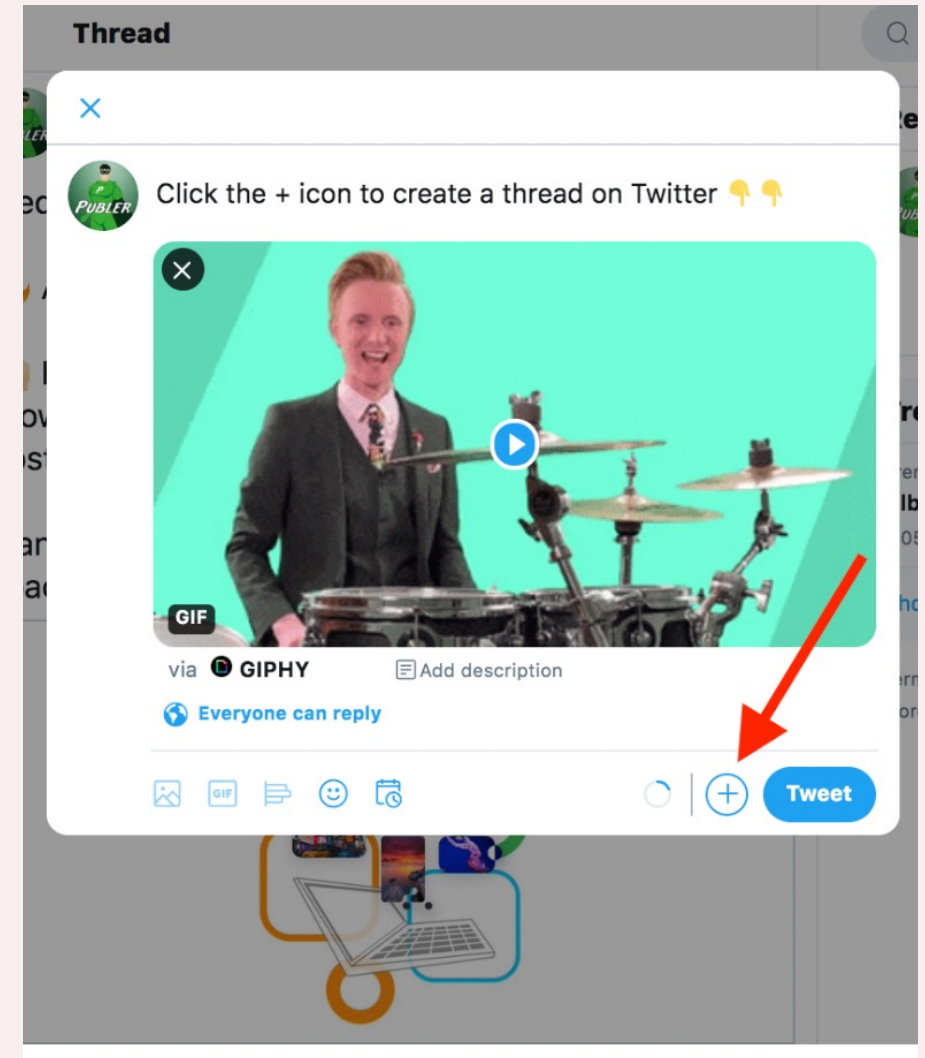 Thread
Click the + icon to create a thread on Twitter 👇👇
PUBLER
GIF
via GIPHY
Add description
Everyone can reply
GIF
Tweet